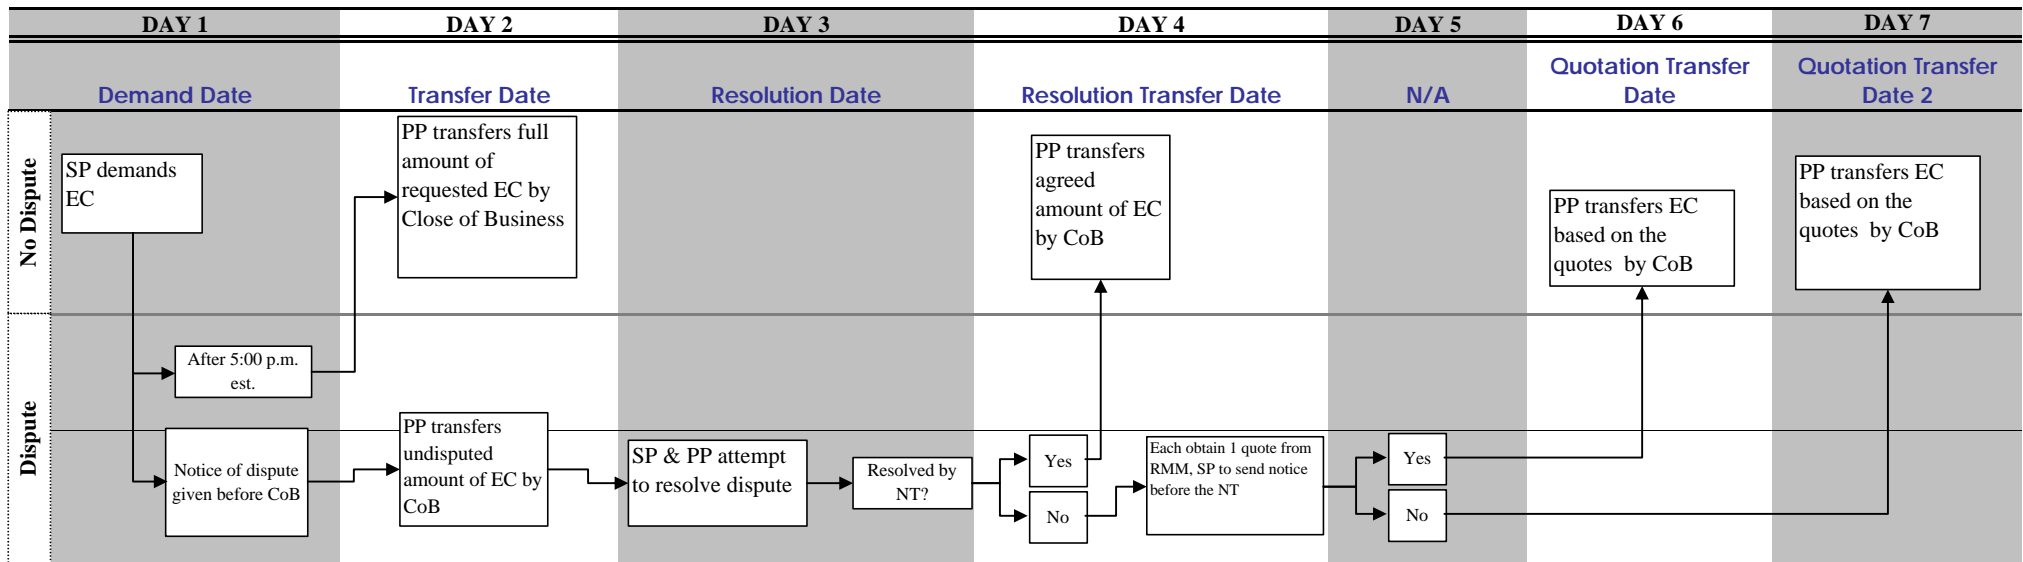 DAY 1
DAY 2
DAY 3
DAY 4
DAY 5
DAY 6
DAY 7
Demand Date
Transfer Date
Resolution Date
Resolution Transfer Date
N/A
Quotation Transfer
Date
Quotation Transfer
Date 2
No Dispute
SP demands
EC
PP transfers full
amount of
requested EC by
Close of Business
PP transfers
agreed
amount of EC
by CoB
PP transfers EC
based on the
quotes by CoB
PP transfers EC
based on the
quotes by CoB
Dispute
After 5:00 p.m.
est.
Notice of dispute
given before CoB
PP transfers
undisputed
amount of EC by
CoB
SP & PP attempt
to resolve dispute
Resolved by
NT?
Yes
No
Each obtain 1 quote from
RMM, SP to send notice
before the NT
Yes
No